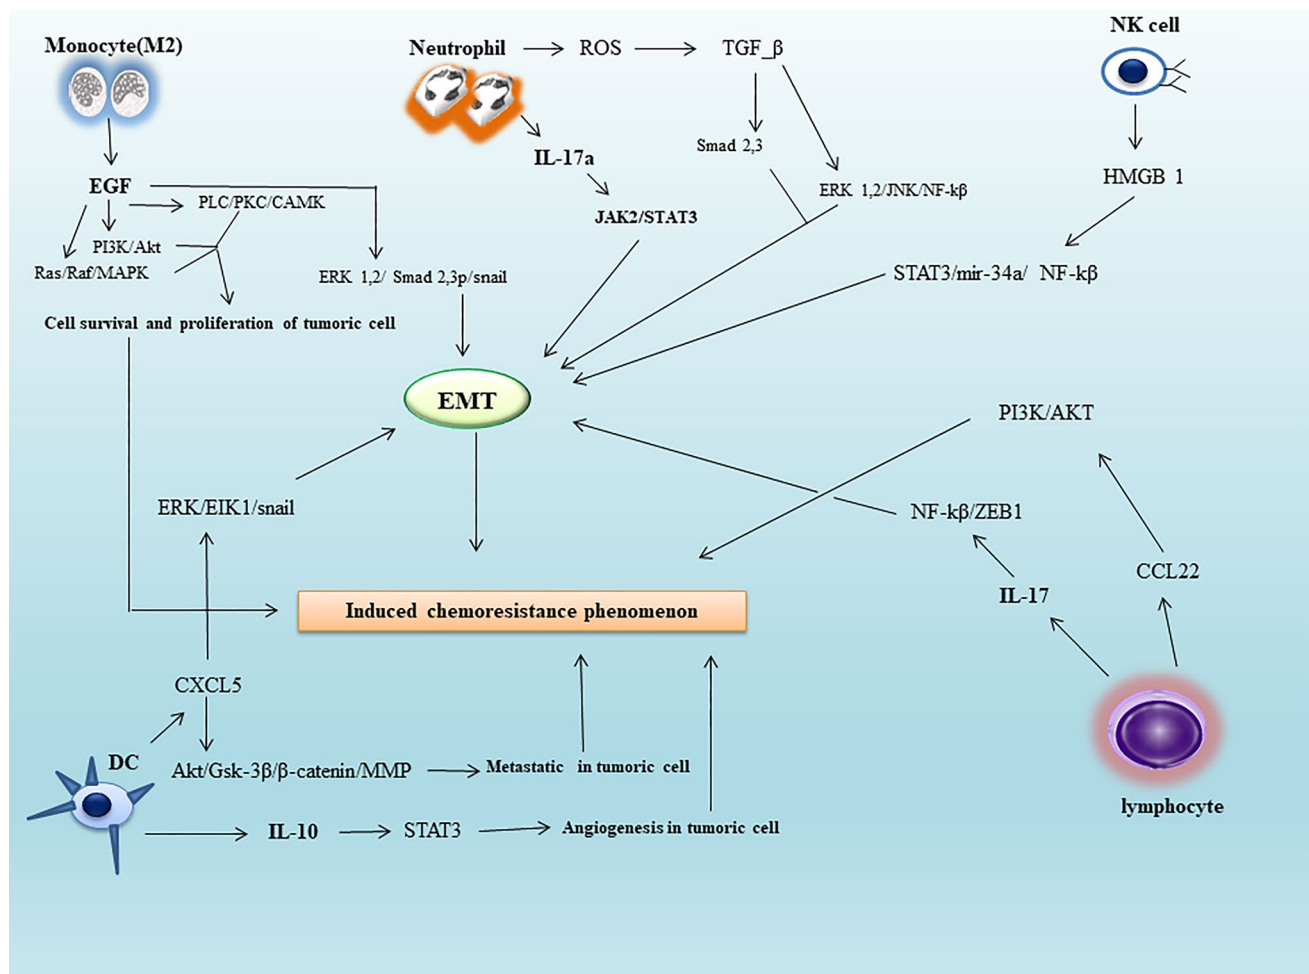 Monocyte(M2)
Neutrophil
ROS
TGF_β
NK cell
IL-17a
Smad 2,3
HMGB 1
EGF
PLC/PKC/CAMK
ERK 1,2/JNK/NF-kβ
JAK2/STAT3
PI3K/Akt
Ras/Raf/MAPK
ERK 1,2/ Smad 2,3p/snail
STAT3/mir-34a/ NF-kβ
Cell survival and proliferation of tumoric cell
EMT
PI3K/AKT
ERK/EIK1/snail
NF-kβ/ZEB1
CCL22
IL-17
Induced chemoresistance phenomenon
CXCL5
DC
Akt/Gsk-3β/β-catenin/MMP
Metastatic in tumoric cell
lymphocyte
IL-10
STAT3
Angiogenesis in tumoric cell